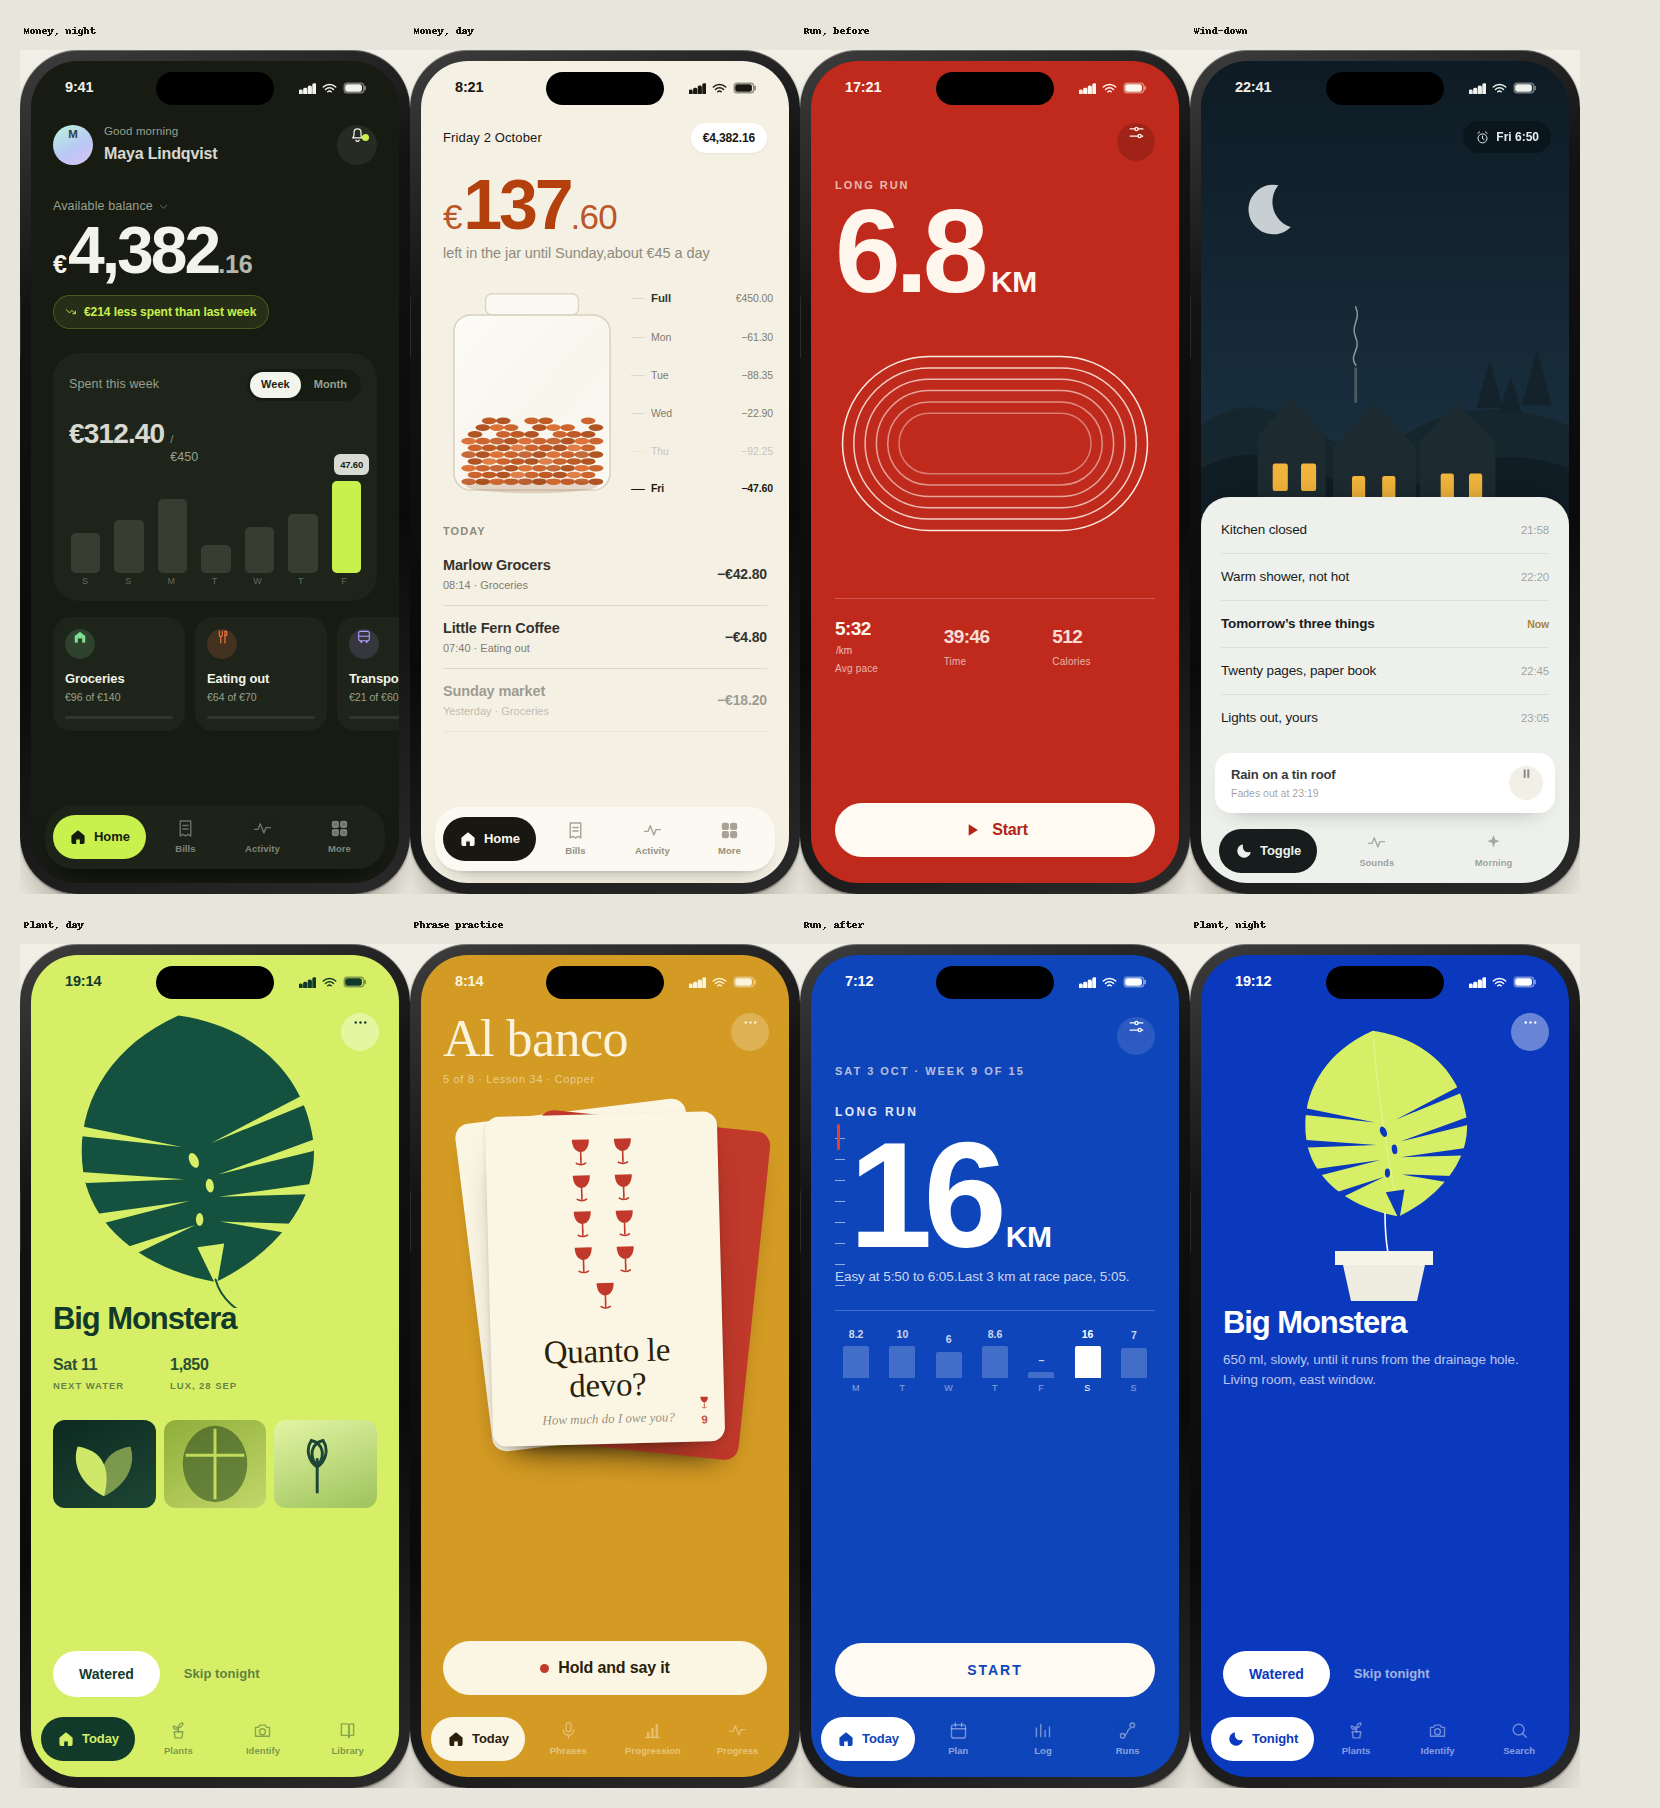 Money, night
9:41
M
Good morning
Maya Lindqvist
Available balance
€4,382.16
€214 less spent than last week
Spent this week
Week Month
€312.40 /
€450
47.60
S S M T W T F
Groceries
€96 of €140
Eating out
€64 of €70
Transpo
€21 of €60
Home
Bills
Activity
More
Money, day
8:21
Friday 2 October
€4,382.16
€137.60
left in the jar until Sunday,about €45 a day
Full €450.00
Mon −61.30
Tue −88.35
Wed −22.90
Thu −92.25
Fri −47.60
TODAY
Marlow Grocers
08:14 · Groceries
−€42.80
Little Fern Coffee
07:40 · Eating out
−€4.80
Sunday market
Yesterday · Groceries
−€18.20
Home
Bills
Activity
More
Run, before
17:21
LONG RUN
6.8 KM
5:32
/km
Avg pace
39:46
Time
512
Calories
Start
Wind-down
22:41
Fri 6:50
Kitchen closed 21:58
Warm shower, not hot 22:20
Tomorrow’s three things Now
Twenty pages, paper book 22:45
Lights out, yours 23:05
Rain on a tin roof
Fades out at 23:19
Toggle
Sounds
Morning
Plant, day
19:14
Big Monstera
Sat 11
NEXT WATER
1,850
LUX, 28 SEP
Watered
Skip tonight
Today
Plants
Identify
Library
Phrase practice
8:14
Al banco
5 of 8 · Lesson 34 · Copper
Quanto le
devo?
How much do I owe you?
9
Hold and say it
Today
Phrases
Progression
Progress
Run, after
7:12
SAT 3 OCT · WEEK 9 OF 15
LONG RUN
16 KM
Easy at 5:50 to 6:05.Last 3 km at race pace, 5:05.
8.2 10 6 8.6 – 16 7
M T W T F S S
START
Today
Plan
Log
Runs
Plant, night
19:12
Big Monstera
650 ml, slowly, until it runs from the drainage hole.
Living room, east window.
Watered
Skip tonight
Tonight
Plants
Identify
Search